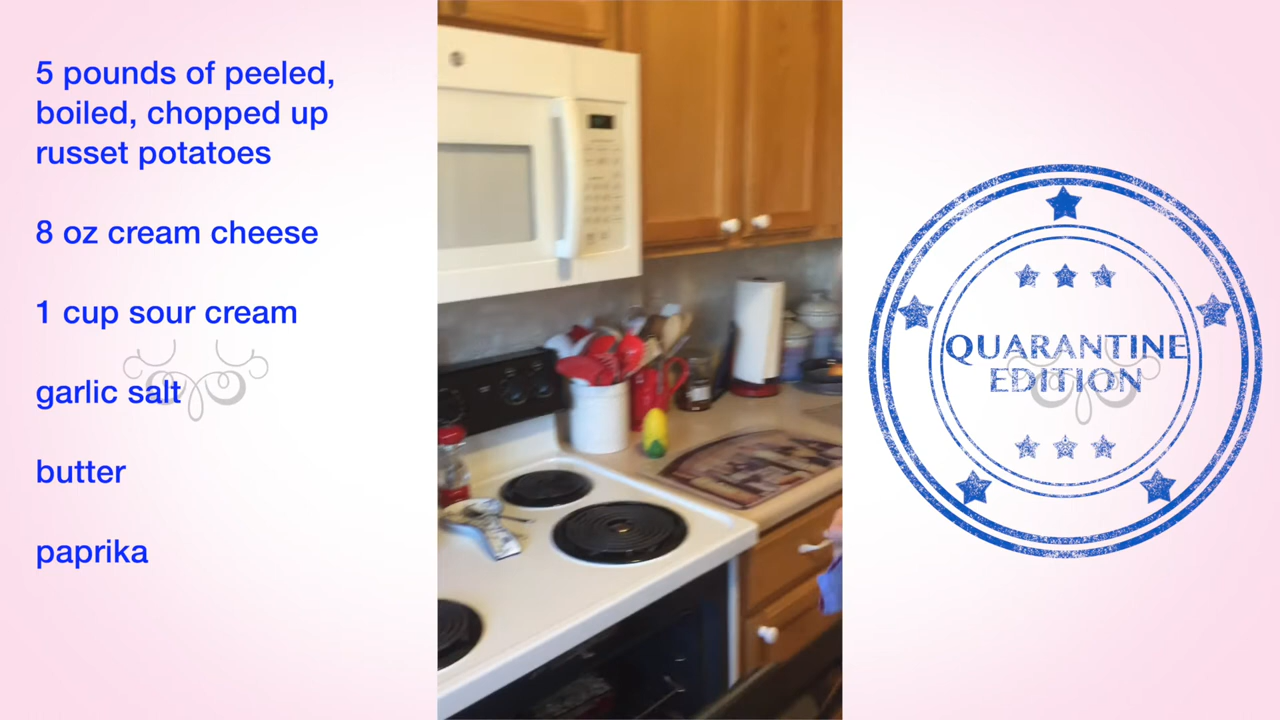 5 pounds of peeled,
boiled, chopped up
russet potatoes
8 oz cream cheese
1 cup sour cream
garlic salt
butter
paprika
QUARANTINE
EDITION